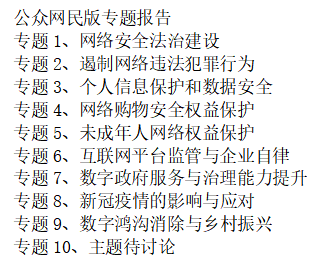 公众网民版专题报告
专题 1、网络安全法治建设
专题 2、遏制网络违法犯罪行为
专题 3、个人信息保护和数据安全
专题 4、网络购物安全权益保护
专题 5、未成年人网络权益保护
专题 6、互联网平台监管与企业自律
专题 7、数字政府服务与治理能力提升
专题 8、新冠疫情的影响与应对
专题 9、数字鸿沟消除与乡村振兴
专题 10、主题待讨论